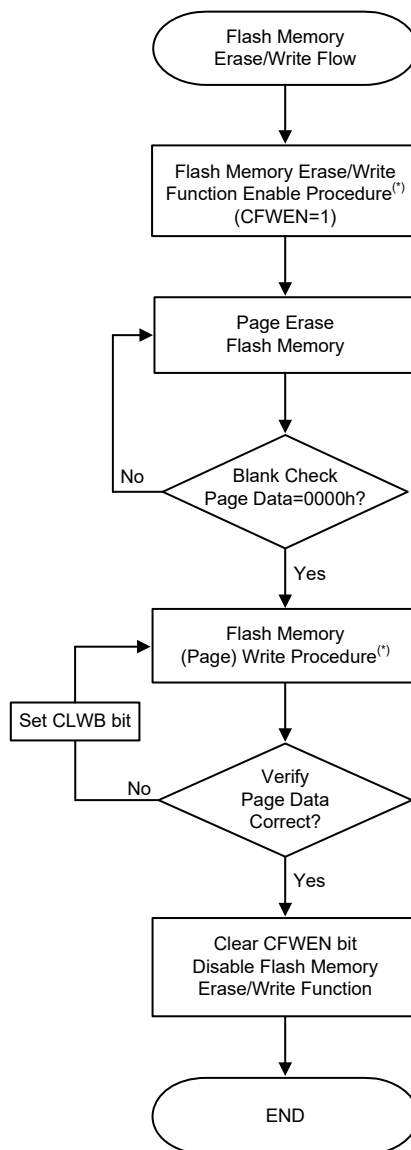 Flash Memory
Erase/Write Flow
Flash Memory Erase/Write
Function Enable Procedure(*)
(CFWEN=1)
Page Erase
Flash Memory
No
Blank Check
Page Data=0000h?
Yes
Flash Memory
(Page) Write Procedure(*)
Set CLWB bit
No
Verify
Page Data
Correct?
Yes
Clear CFWEN bit
Disable Flash Memory
Erase/Write Function
END